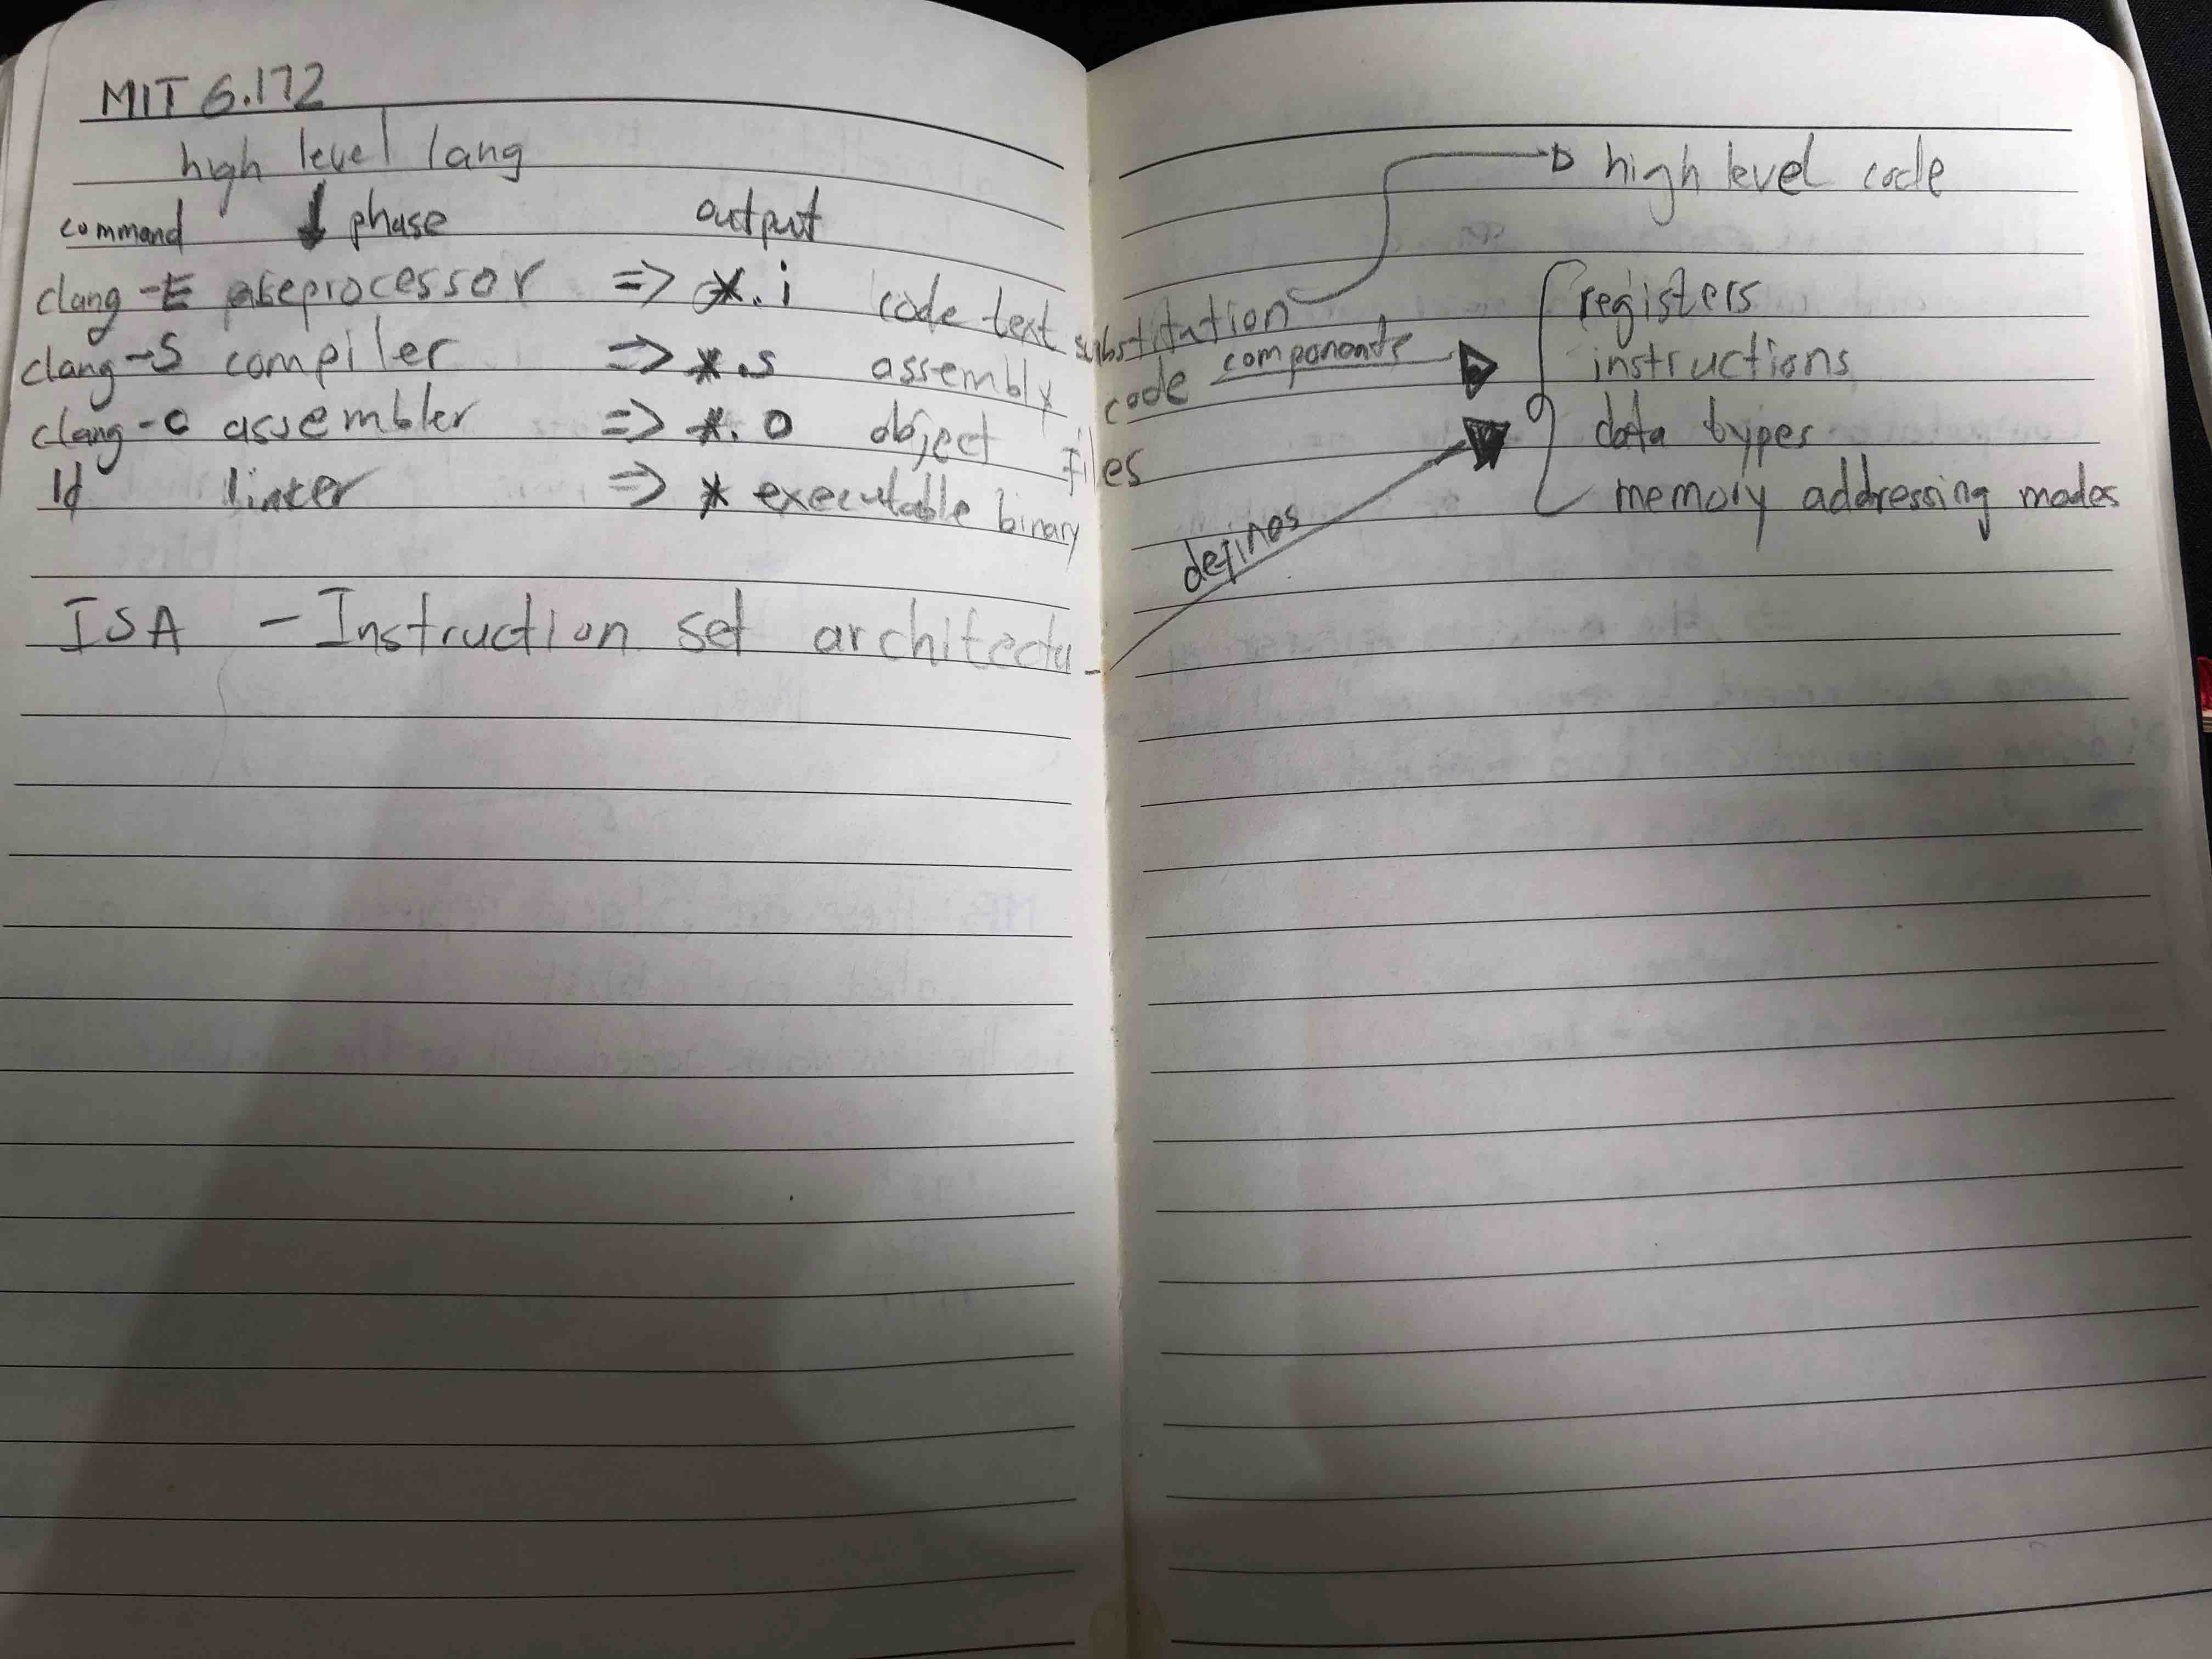 MIT 6.172
high level lang
command ↓ phase output
clang -E preprocessor => *.i code text substitution → high level code
clang -S compiler => *.s assembly code components → { registers
instructions
clang -c assembler => *.o object files
data types
ld linker => * executable binary
memory addressing modes
defines
ISA - Instruction set architectu